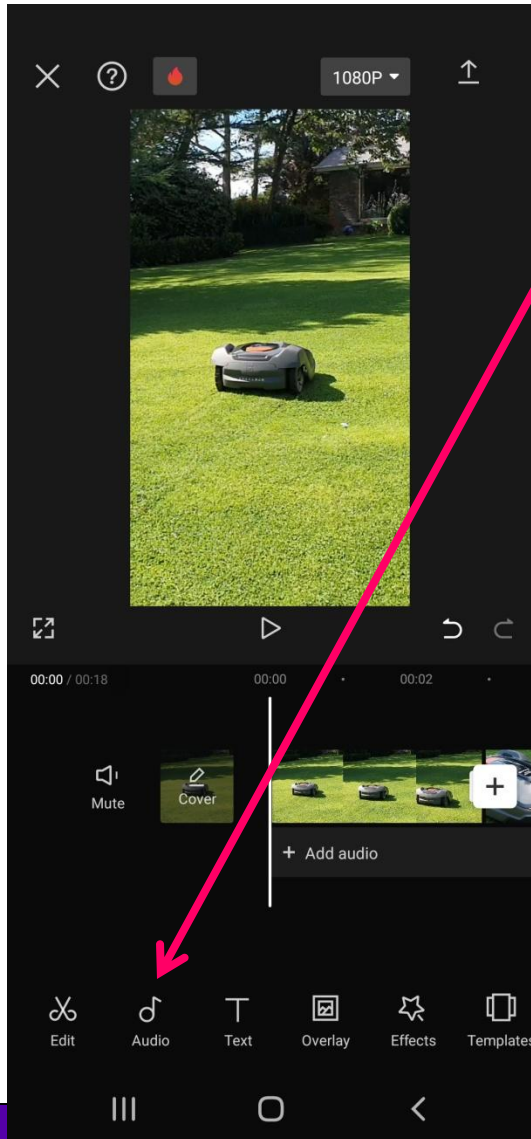 1080P
00:00 / 00:18
00:00
00:02
Mute
Cover
+ Add audio
Edit
Audio
Text
Overlay
Effects
Templates